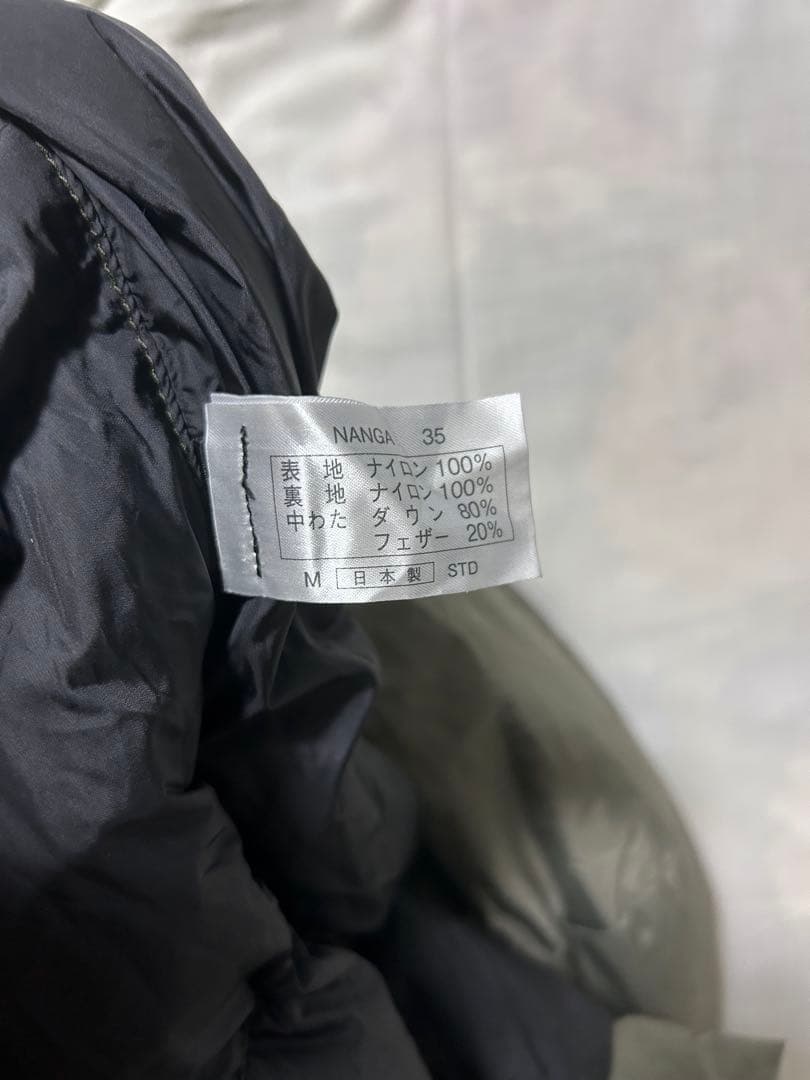 NANGA 35
表地 ナイロン 100%
裏地 ナイロン 100%
中わた ダウン 80%
フェザー 20%
M 日本製 STD